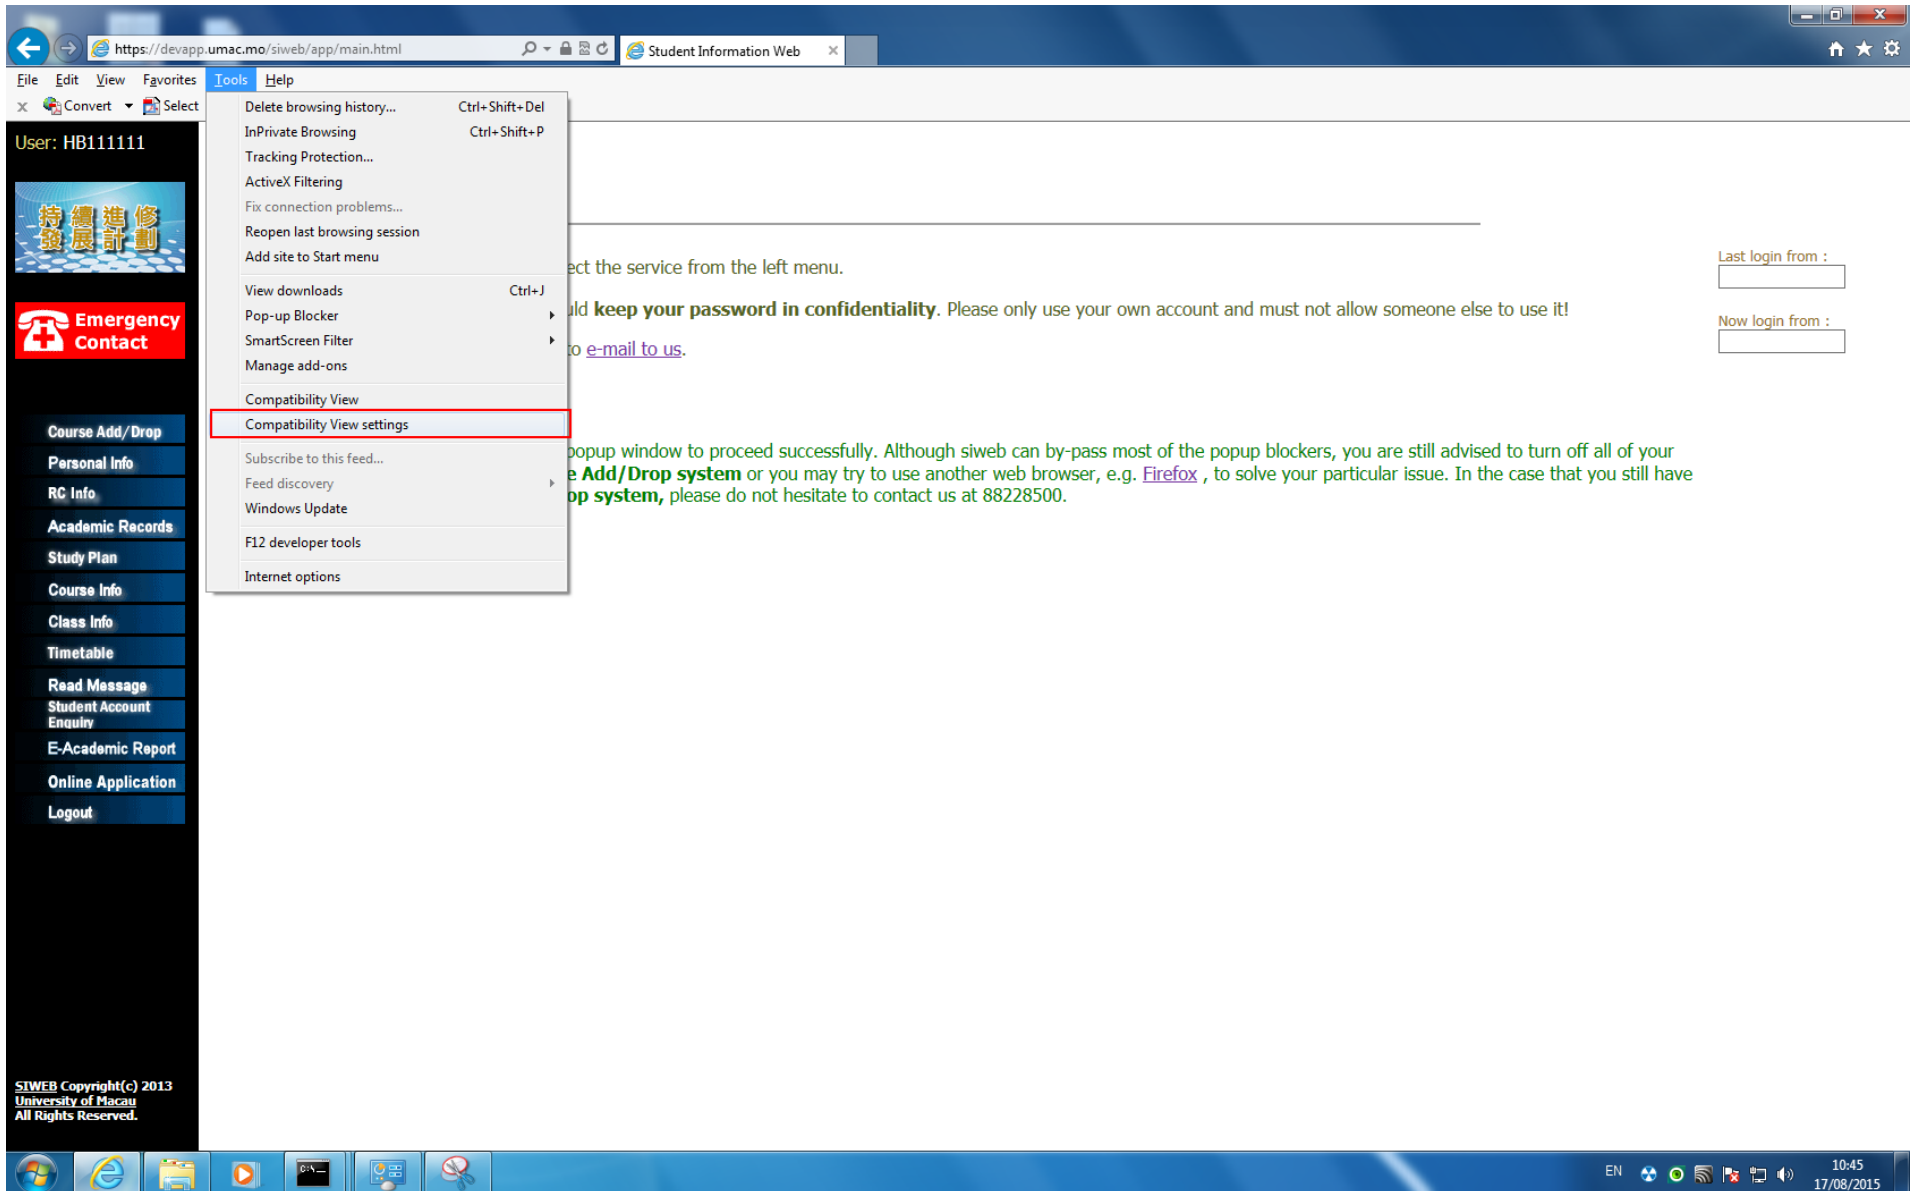 https://devapp.umac.mo/siweb/app/main.html
Student Information Web
File Edit View Favorites Tools Help
Convert Select
User: HB111111
持續進修
發展計劃
Emergency
Contact
Course Add/Drop
Personal Info
RC Info
Academic Records
Study Plan
Course Info
Class Info
Timetable
Read Message
Student Account
Enquiry
E-Academic Report
Online Application
Logout
SIWEB Copyright(c) 2013
University of Macau
All Rights Reserved.
Delete browsing history... Ctrl+Shift+Del
InPrivate Browsing Ctrl+Shift+P
Tracking Protection...
ActiveX Filtering
Fix connection problems...
Reopen last browsing session
Add site to Start menu
View downloads Ctrl+J
Pop-up Blocker
SmartScreen Filter
Manage add-ons
Compatibility View
Compatibility View settings
Subscribe to this feed...
Feed discovery
Windows Update
F12 developer tools
Internet options
ect the service from the left menu.
uld keep your password in confidentiality. Please only use your own account and must not allow someone else to use it!
to e-mail to us.
popup window to proceed successfully. Although siweb can by-pass most of the popup blockers, you are still advised to turn off all of your
e Add/Drop system or you may try to use another web browser, e.g. Firefox , to solve your particular issue. In the case that you still have
op system, please do not hesitate to contact us at 88228500.
Last login from :
Now login from :
EN
10:45
17/08/2015